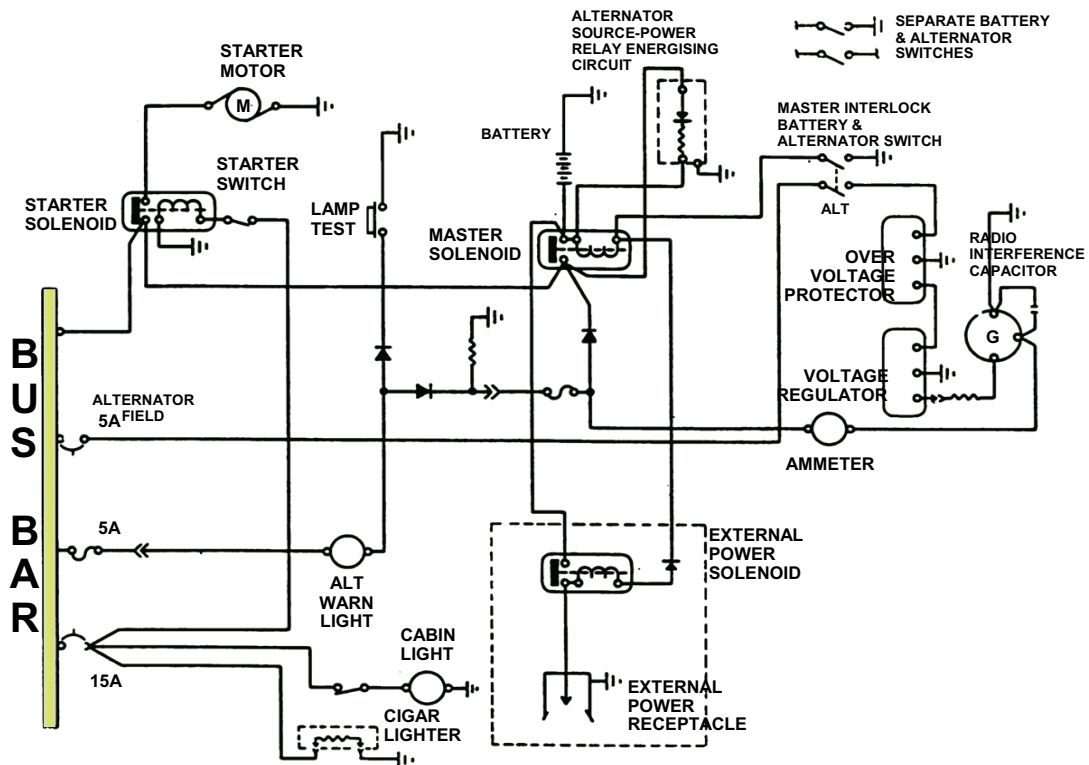 ALTERNATOR
SOURCE-POWER
RELAY ENERGISING
CIRCUIT
SEPARATE BATTERY
& ALTERNATOR
SWITCHES
STARTER
MOTOR
M
BATTERY
MASTER INTERLOCK
BATTERY &
ALTERNATOR SWITCH
STARTER
SWITCH
STARTER
SOLENOID
LAMP
TEST
MASTER
SOLENOID
ALT
OVER
VOLTAGE
PROTECTOR
RADIO
INTERFERENCE
CAPACITOR
G
VOLTAGE
REGULATOR
BUS BAR
ALTERNATOR
FIELD
5A
AMMETER
5A
ALT
WARN
LIGHT
EXTERNAL
POWER
SOLENOID
15A
CABIN
LIGHT
CIGAR
LIGHTER
EXTERNAL
POWER
RECEPTACLE